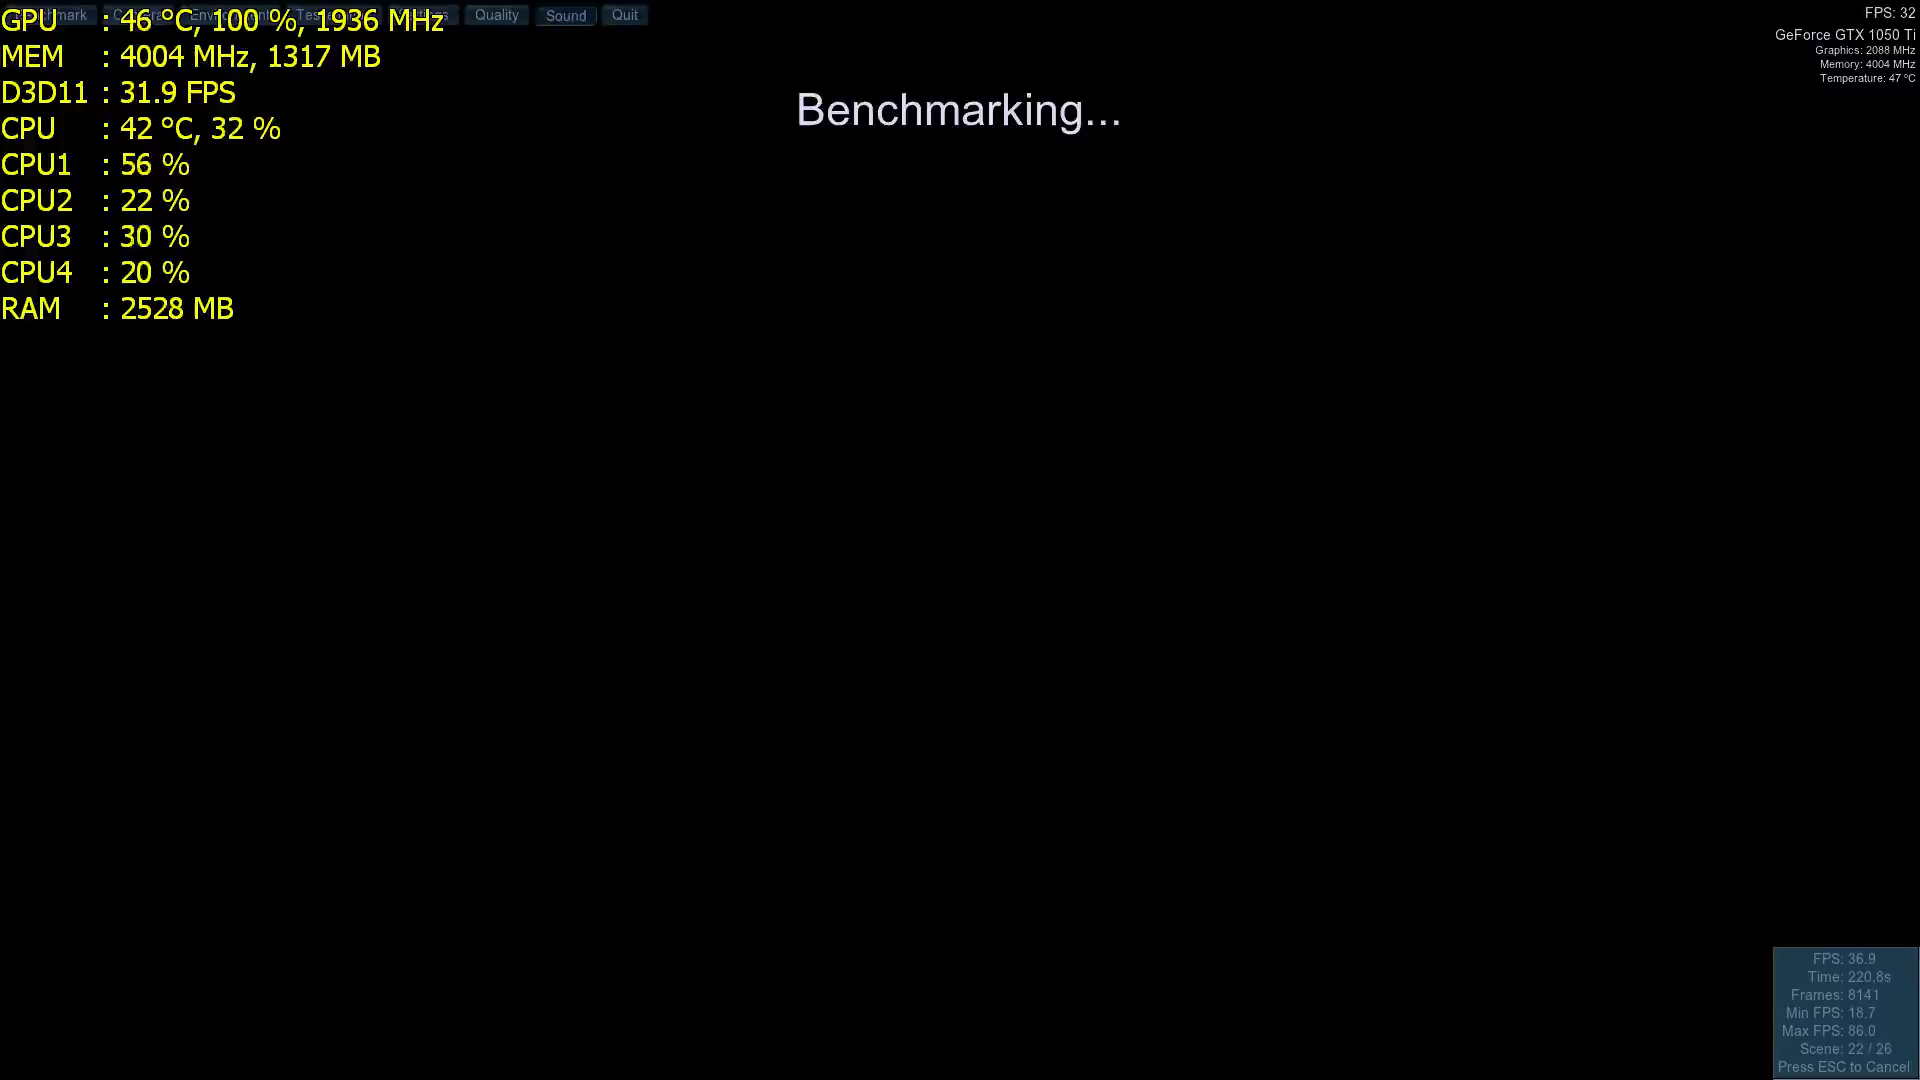 Quality Sound Quit
GPU : 46 °C, 100 %, 1936 MHz
MEM : 4004 MHz, 1317 MB
D3D11 : 31.9 FPS
CPU : 42 °C, 32 %
CPU1 : 56 %
CPU2 : 22 %
CPU3 : 30 %
CPU4 : 20 %
RAM : 2528 MB
Benchmarking...
FPS: 32
GeForce GTX 1050 Ti
Graphics: 2088 MHz
Memory: 4004 MHz
Temperature: 47 °C
FPS: 36.9
Time: 220.8s
Frames: 8141
Min FPS: 18.7
Max FPS: 86.0
Scene: 22 / 26
Press ESC to Cancel